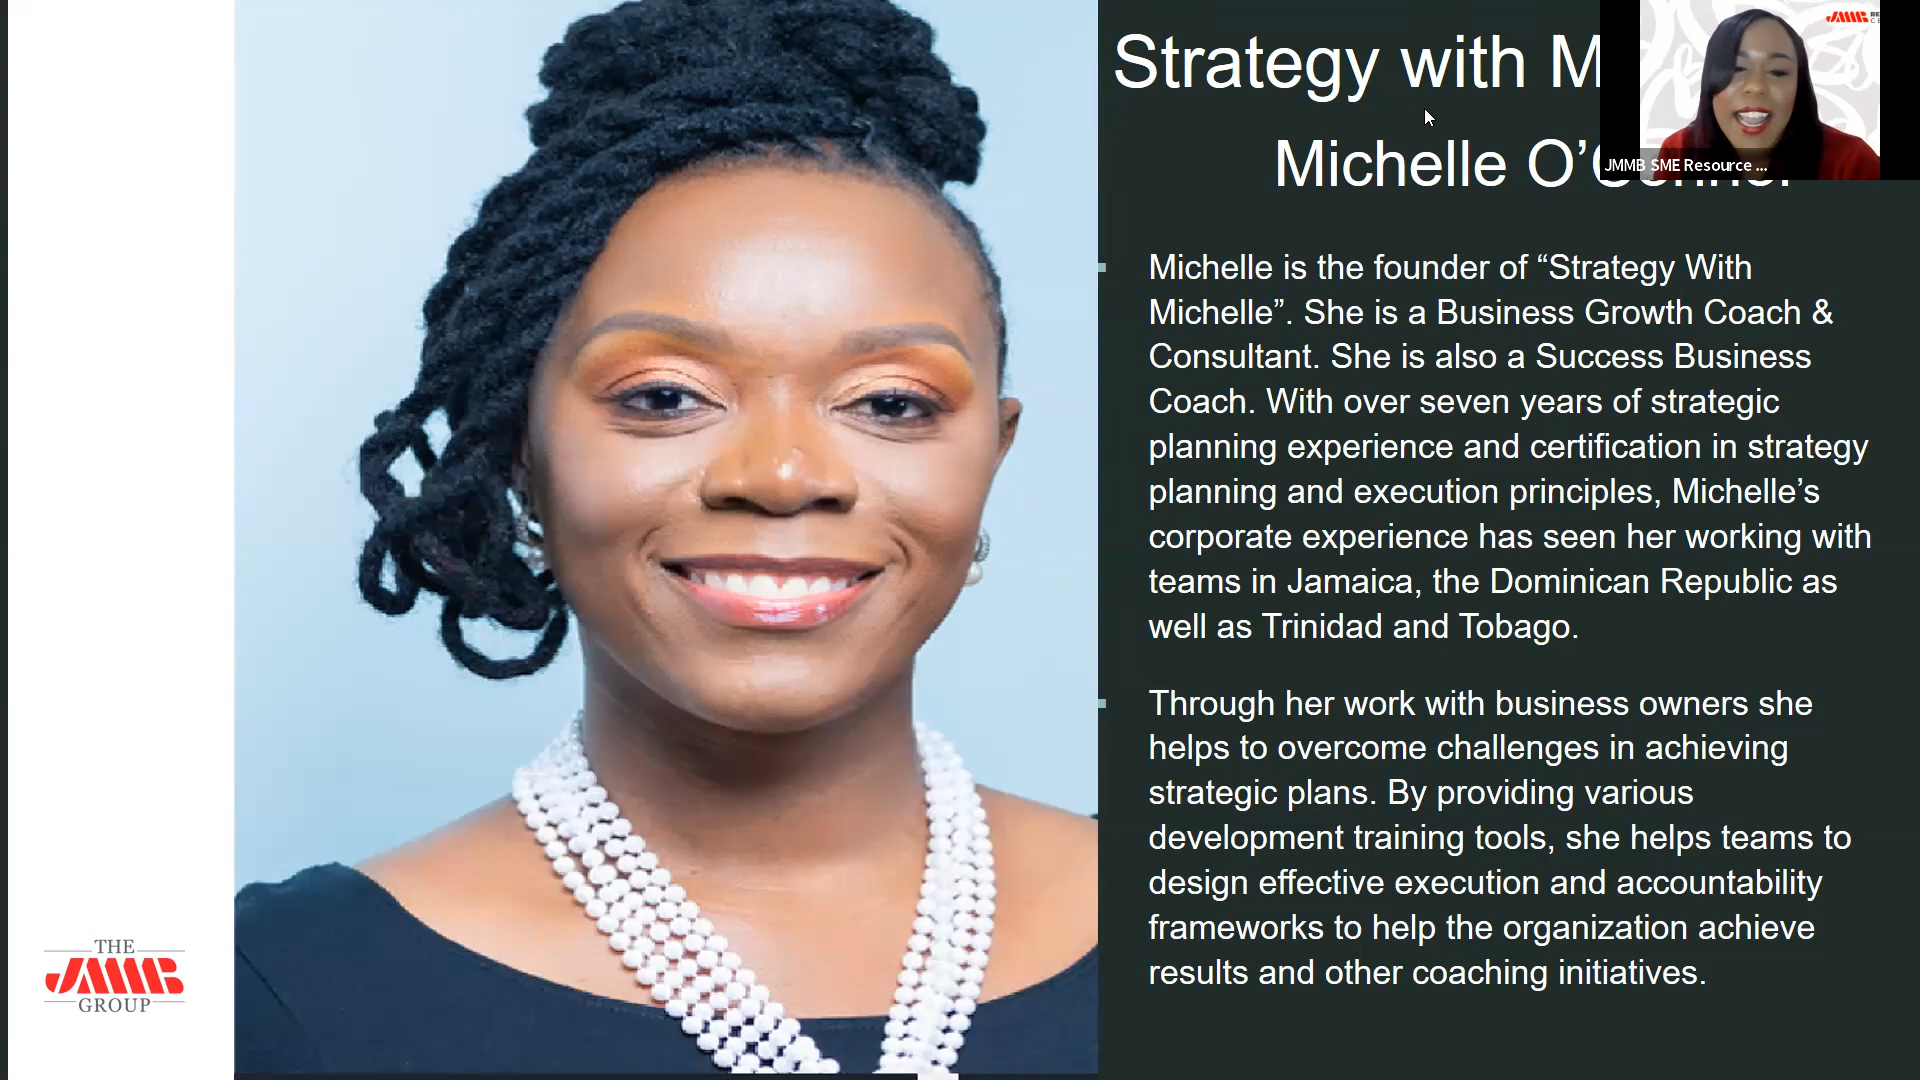 Strategy with
Michelle
Michelle is the founder of “Strategy With
Michelle”. She is a Business Growth Coach &
Consultant. She is also a Success Business
Coach. With over seven years of strategic
planning experience and certification in strategy
planning and execution principles, Michelle’s
corporate experience has seen her working with
teams in Jamaica, the Dominican Republic as
well as Trinidad and Tobago.
Through her work with business owners she
helps to overcome challenges in achieving
strategic plans. By providing various
development training tools, she helps teams to
design effective execution and accountability
frameworks to help the organization achieve
results and other coaching initiatives.
JMMB
JMMB SME Resource ...
THE
JMMB
GROUP